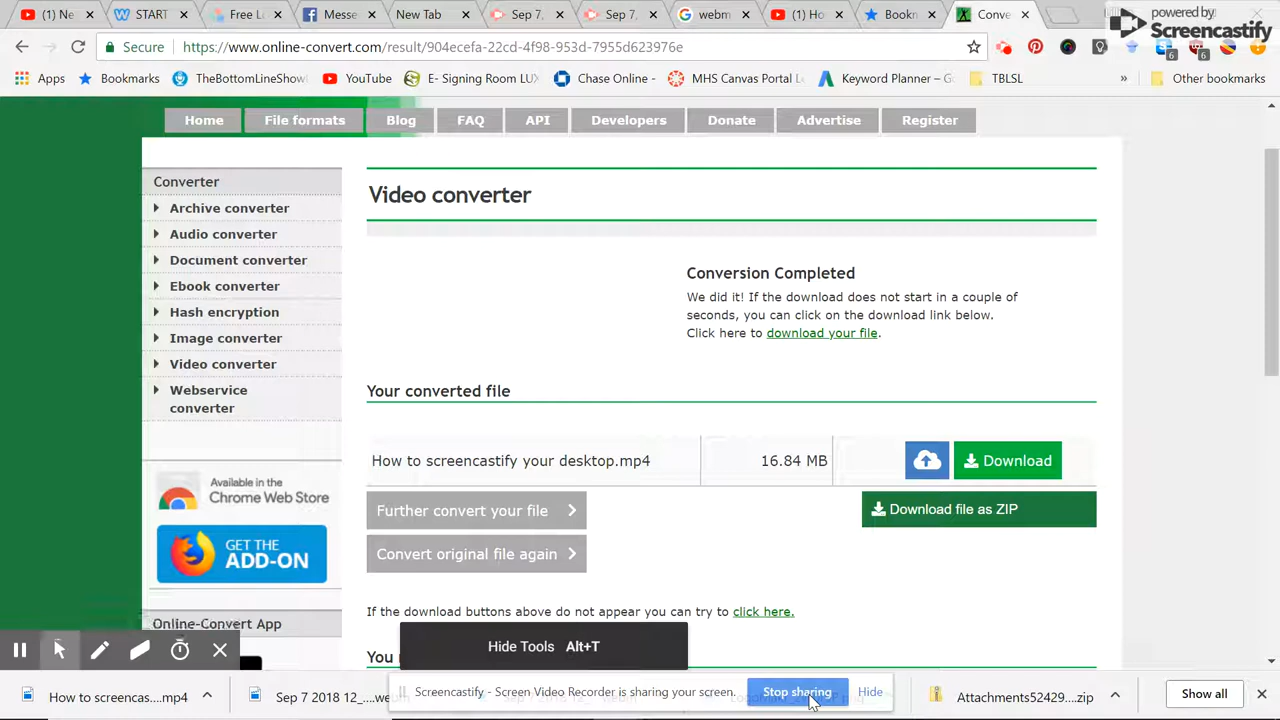 (1) Ne
START
Free l
Mese
New Tab
Sep 7.
Sep 7.
webm
(1) Ho
Bookn
Conve
powered by
Screencastify
Secure
https://www.online-convert.com/result/
Apps
Bookmarks
TheBottomLineShow
YouTube
E- Signing Room LU
Chase Online -
MHS Canvas Portal L
Keyword Planner – G
TBLSL
»
Other bookmarks
6
6
Home
File formats
Blog
FAQ
API
Developers
Donate
Advertise
Register
Converter
Archive converter
Audio converter
Document converter
Ebook converter
Hash encryption
Image converter
Video converter
Webservice
converter
Available in the
Chrome Web Store
GET THE
ADD-ON
Online-Convert App
Video converter
Conversion Completed
We did it! If the download does not start in a couple of
seconds, you can click on the download link below.
Click here to download your file.
Your converted file
How to screencastify your desktop.mp4
16.84 MB
Download
Further convert your file
Download file as ZIP
Convert original file again
If the download buttons above do not appear you can try to click here.
You
Hide Tools Alt+T
How to screencas....mp4
Sep 7 2018 12_
Screencastify - Screen Video Recorder is sharing your screen.
Stop sharing
Hide
Attachments52429....zip
Show all